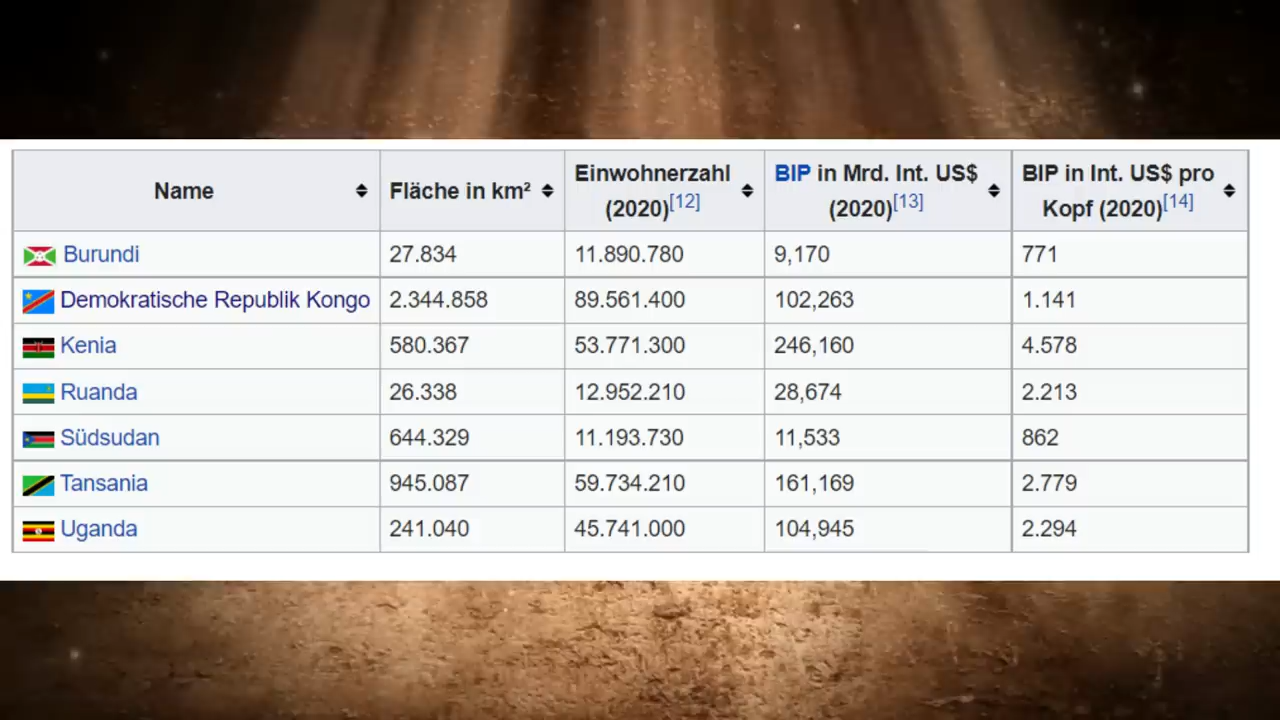 Name Fläche in km² Einwohnerzahl (2020)[12] BIP in Mrd. Int. US$ (2020)[13] BIP in Int. US$ pro Kopf (2020)[14]
Burundi 27.834 11.890.780 9,170 771
Demokratische Republik Kongo 2.344.858 89.561.400 102,263 1.141
Kenia 580.367 53.771.300 246,160 4.578
Ruanda 26.338 12.952.210 28,674 2.213
Südsudan 644.329 11.193.730 11,533 862
Tansania 945.087 59.734.210 161,169 2.779
Uganda 241.040 45.741.000 104,945 2.294